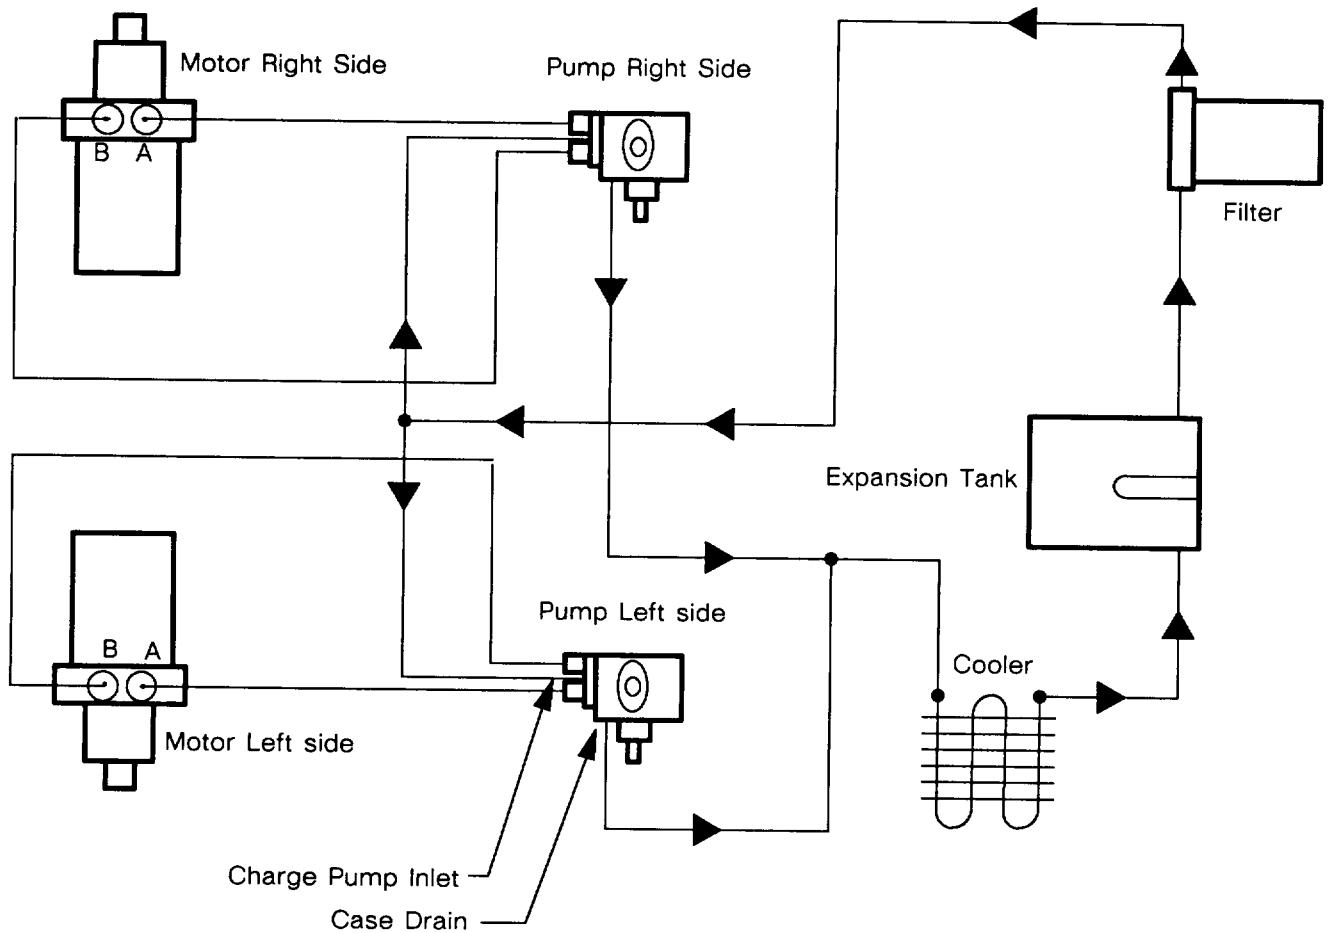 Motor Right Side
Pump Right Side
B A
Filter
Expansion Tank
Pump Left side
B A
Cooler
Motor Left side
Charge Pump Inlet
Case Drain